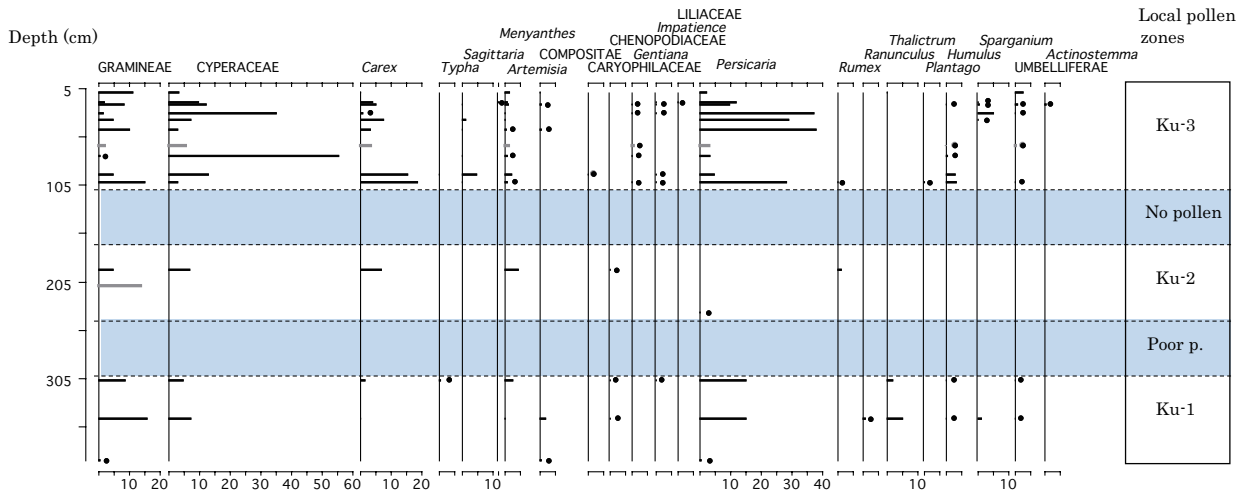 LILIACEAE
Local pollen
zones
Depth (cm)
Menyanthes
Impatience
Sagittaria
CHENOPODIACEAE
Thalictrum
Sparganium
COMPOSITAE
Gentiana
Ranunculus
Humulus
Actinostemma
GRAMINEAE
CYPERACEAE
Carex
Typha
Artemisia
CARYOPHILACEAE
Persicaria
Rumex
Plantago
UMBELLIFERAE
5
Ku-3
105
No pollen
205
Ku-2
Poor p.
305
Ku-1
10 20 10 20 30 40 50 60 10 20 10 10 20 30 40 10 10